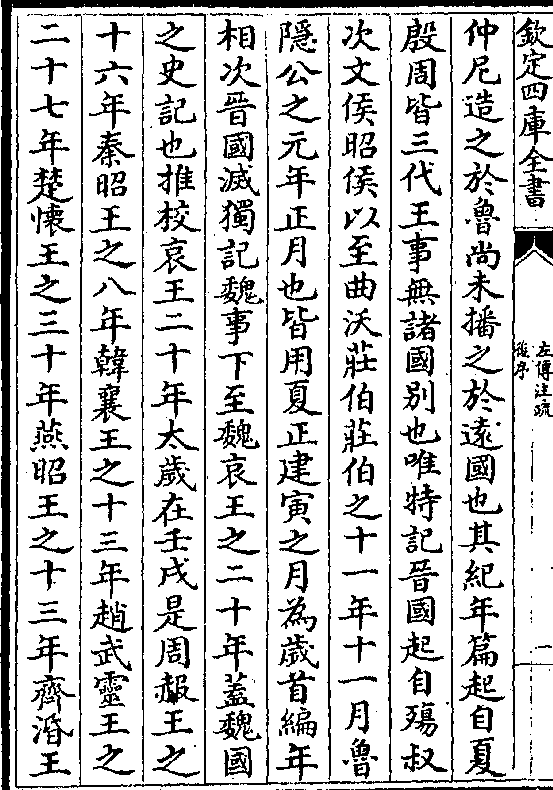 欽定四庫全書
左傳注疏
後序
一
仲尼造之於魯尚未播之於遠國也其紀年篇起自夏
殷周皆三代王事無諸國別也唯特記晉國起自殤叔
次文侯昭侯以至曲沃莊伯莊伯之十一年十一月魯
隱公之元年正月也皆用夏正建寅之月為歲首編年
相次晉國滅獨記魏事下至魏哀王之二十年蓋魏國
之史記也推校哀王二十年太歲在壬戌是周赧王之
十六年秦昭王之八年韓襄王之十三年趙武靈王之
二十七年楚懷王之三十年燕昭王之十三年齊湣王